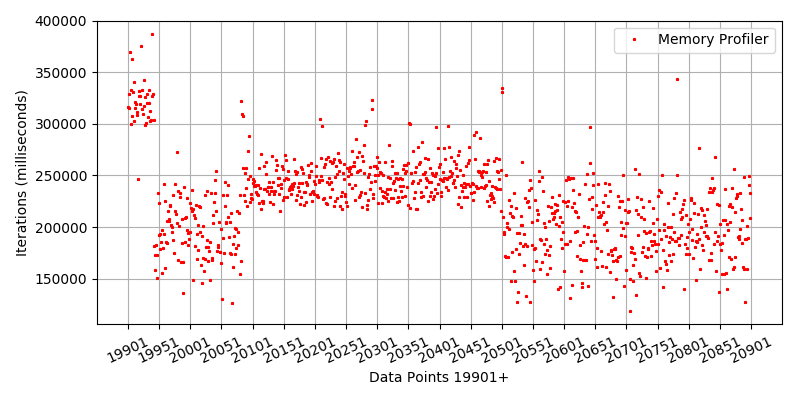 400000
350000
300000
250000
200000
150000
Iterations (milliseconds)
Memory Profiler
19901 19951 20001 20051 20101 20151 20201 20251 20301 20351 20401 20451 20501 20551 20601 20651 20701 20751 20801 20851 20901
Data Points 19901+